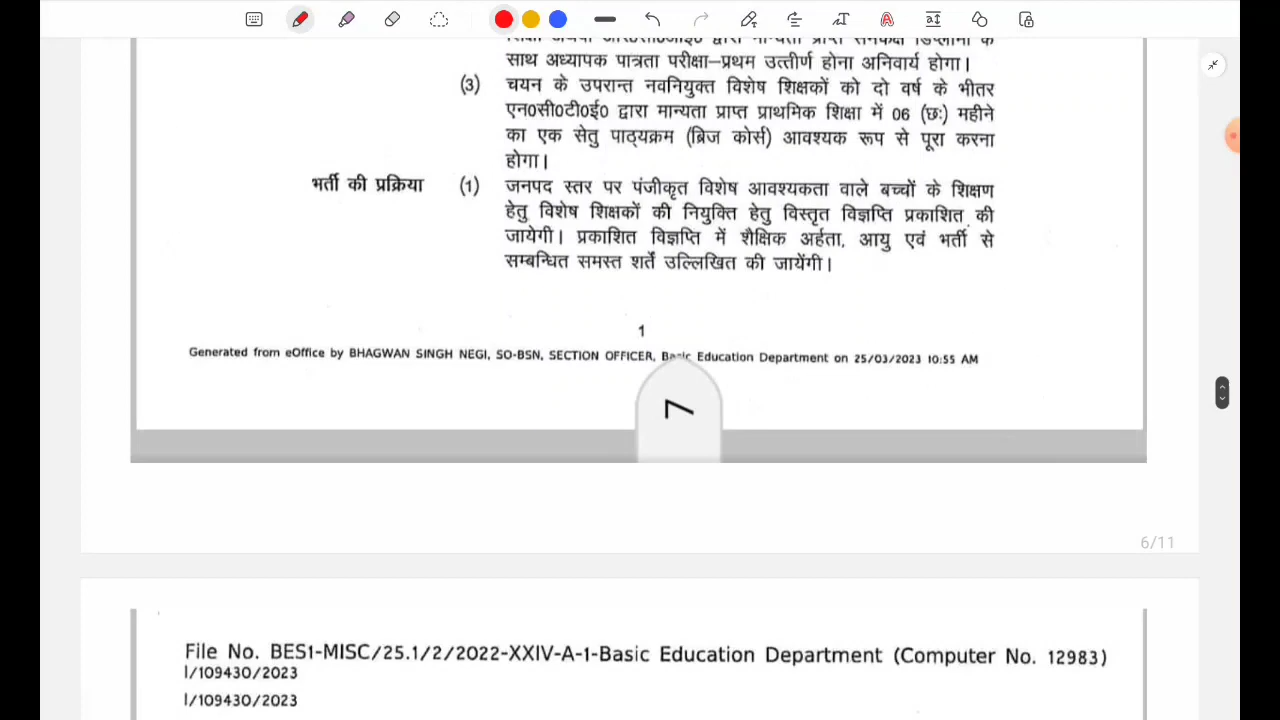 शिक्षा अथवा आर0सी0आई0 द्वारा मान्यता प्राप्त समकक्ष डिप्लोमा के
साथ अध्यापक पात्रता परीक्षा–प्रथम उत्तीर्ण होना अनिवार्य होगा।
(3) चयन के उपरान्त नवनियुक्त विशेष शिक्षकों को दो वर्ष के भीतर
एन0सी0टी0ई0 द्वारा मान्यता प्राप्त प्राथमिक शिक्षा में 06 (छः) महीने
का एक सेतु पाठ्यक्रम (ब्रिज कोर्स) आवश्यक रूप से पूरा करना
होगा।
भर्ती की प्रक्रिया (1) जनपद स्तर पर पंजीकृत विशेष आवश्यकता वाले बच्चों के शिक्षण
हेतु विशेष शिक्षकों की नियुक्ति हेतु विस्तृत विज्ञप्ति प्रकाशित की
जायेगी। प्रकाशित विज्ञप्ति में शैक्षिक अर्हता, आयु एवं भर्ती से
सम्बन्धित समस्त शर्तें उल्लिखित की जायेंगी।
1
Generated from eOffice by BHAGWAN SINGH NEGI, SO-BSN, SECTION OFFICER, Basic Education Department on 25/03/2023 10:55 AM
7
6/11
File No. BES1-MISC/25.1/2/2022-XXIV-A-1-Basic Education Department (Computer No. 12983)
I/109430/2023
I/109430/2023